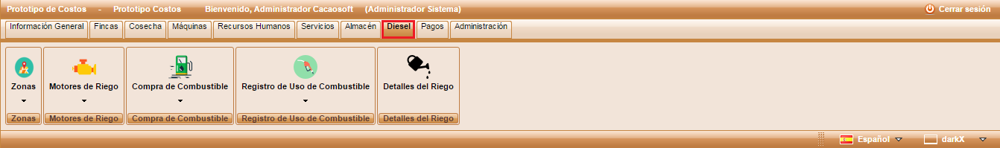 Prototipo de Costos - Prototipo Costos Bienvenido, Administrador Cacaosoft (Administrador Sistema) Cerrar sesión
Información General Fincas Cosecha Máquinas Recursos Humanos Servicios Almacén Diesel Pagos Administración
Zonas Motores de Riego Compra de Combustible Registro de Uso de Combustible Detalles del Riego
Zonas Motores de Riego Compra de Combustible Registro de Uso de Combustible Detalles del Riego
Español darkX